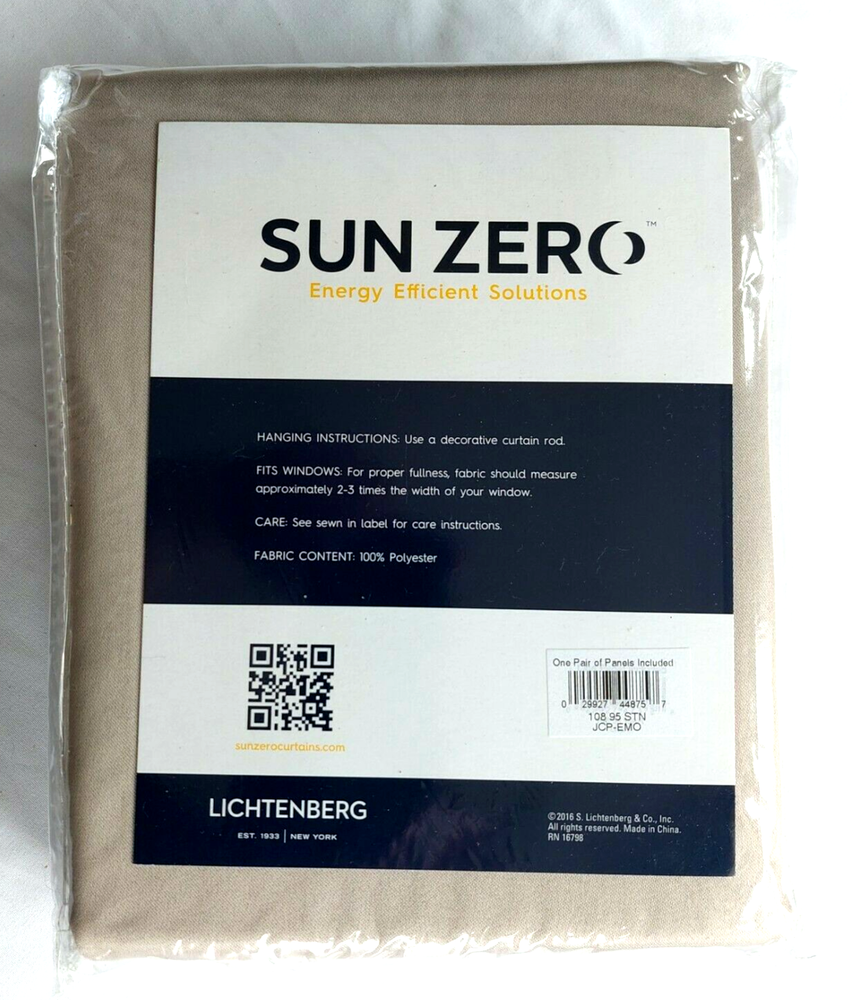 SUN ZERO™
Energy Efficient Solutions
HANGING INSTRUCTIONS: Use a decorative curtain rod.
FITS WINDOWS: For proper fullness, fabric should measure
approximately 2-3 times the width of your window.
CARE: See sewn in label for care instructions.
FABRIC CONTENT: 100% Polyester
sunzerocurtains.com
One Pair of Panels Included
0 29927 44875 7
108 95 STN
JCP-EMO
LICHTENBERG
EST. 1933 | NEW YORK
©2016 S. Lichtenberg & Co., Inc.
All rights reserved. Made in China.
RN 16798